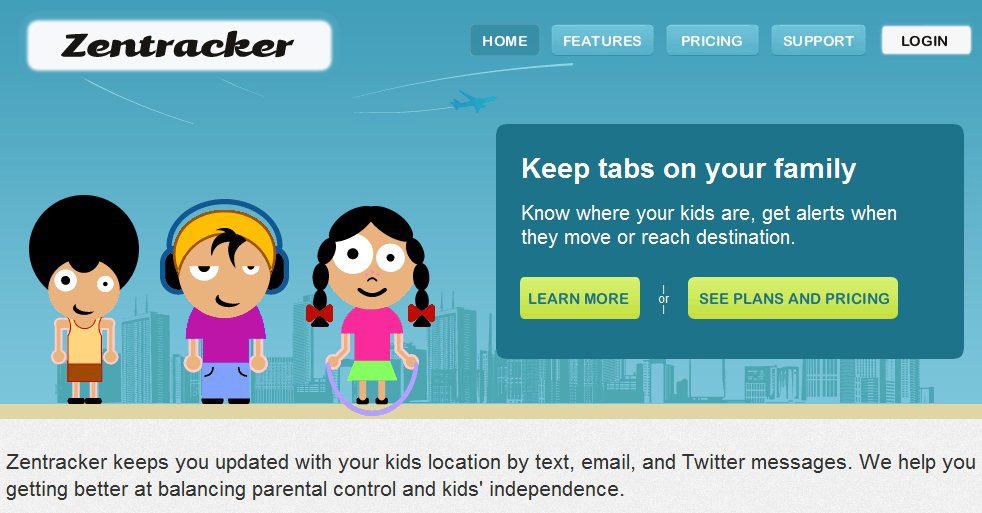 Zentracker
HOME
FEATURES
PRICING
SUPPORT
LOGIN
Keep tabs on your family
Know where your kids are, get alerts when
they move or reach destination.
LEARN MORE
or
SEE PLANS AND PRICING
Zentracker keeps you updated with your kids location by text, email, and Twitter messages. We help you
getting better at balancing parental control and kids' independence.